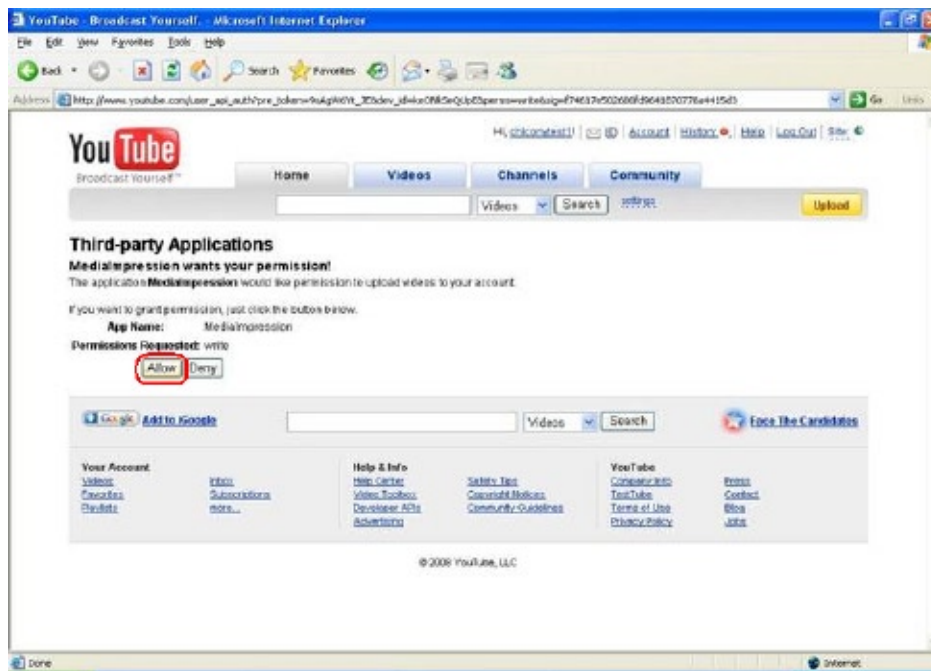 YouTube - Broadcast Yourself. - Microsoft Internet Explorer
File Edit View Favorites Tools Help
Back Search Favorites
Address Go Links
Hi, | Account | History | Help | Log Out | Site:
YouTube
Broadcast Yourself™
Home Videos Channels Community
Videos Search settings Upload
Third-party Applications
MediaImpression wants your permission!
The application MediaImpression would like permission to upload videos to your account.
If you want to grant permission, just click the button below.
App Name: MediaImpression
Permissions Requested: write
Allow Deny
Google Add to iGoogle Videos Search Face The Candidates
Your Account Help & Info YouTube
Videos Inbox Help Center Safety Tips Company Info Press
Favorites Subscriptions Video Toolbox Copyright Notices TestTube Contact
Playlists more... Developer APIs Community Guidelines Terms of Use Blog
Advertising Privacy Policy Jobs
© 2008 YouTube, LLC
Done Internet